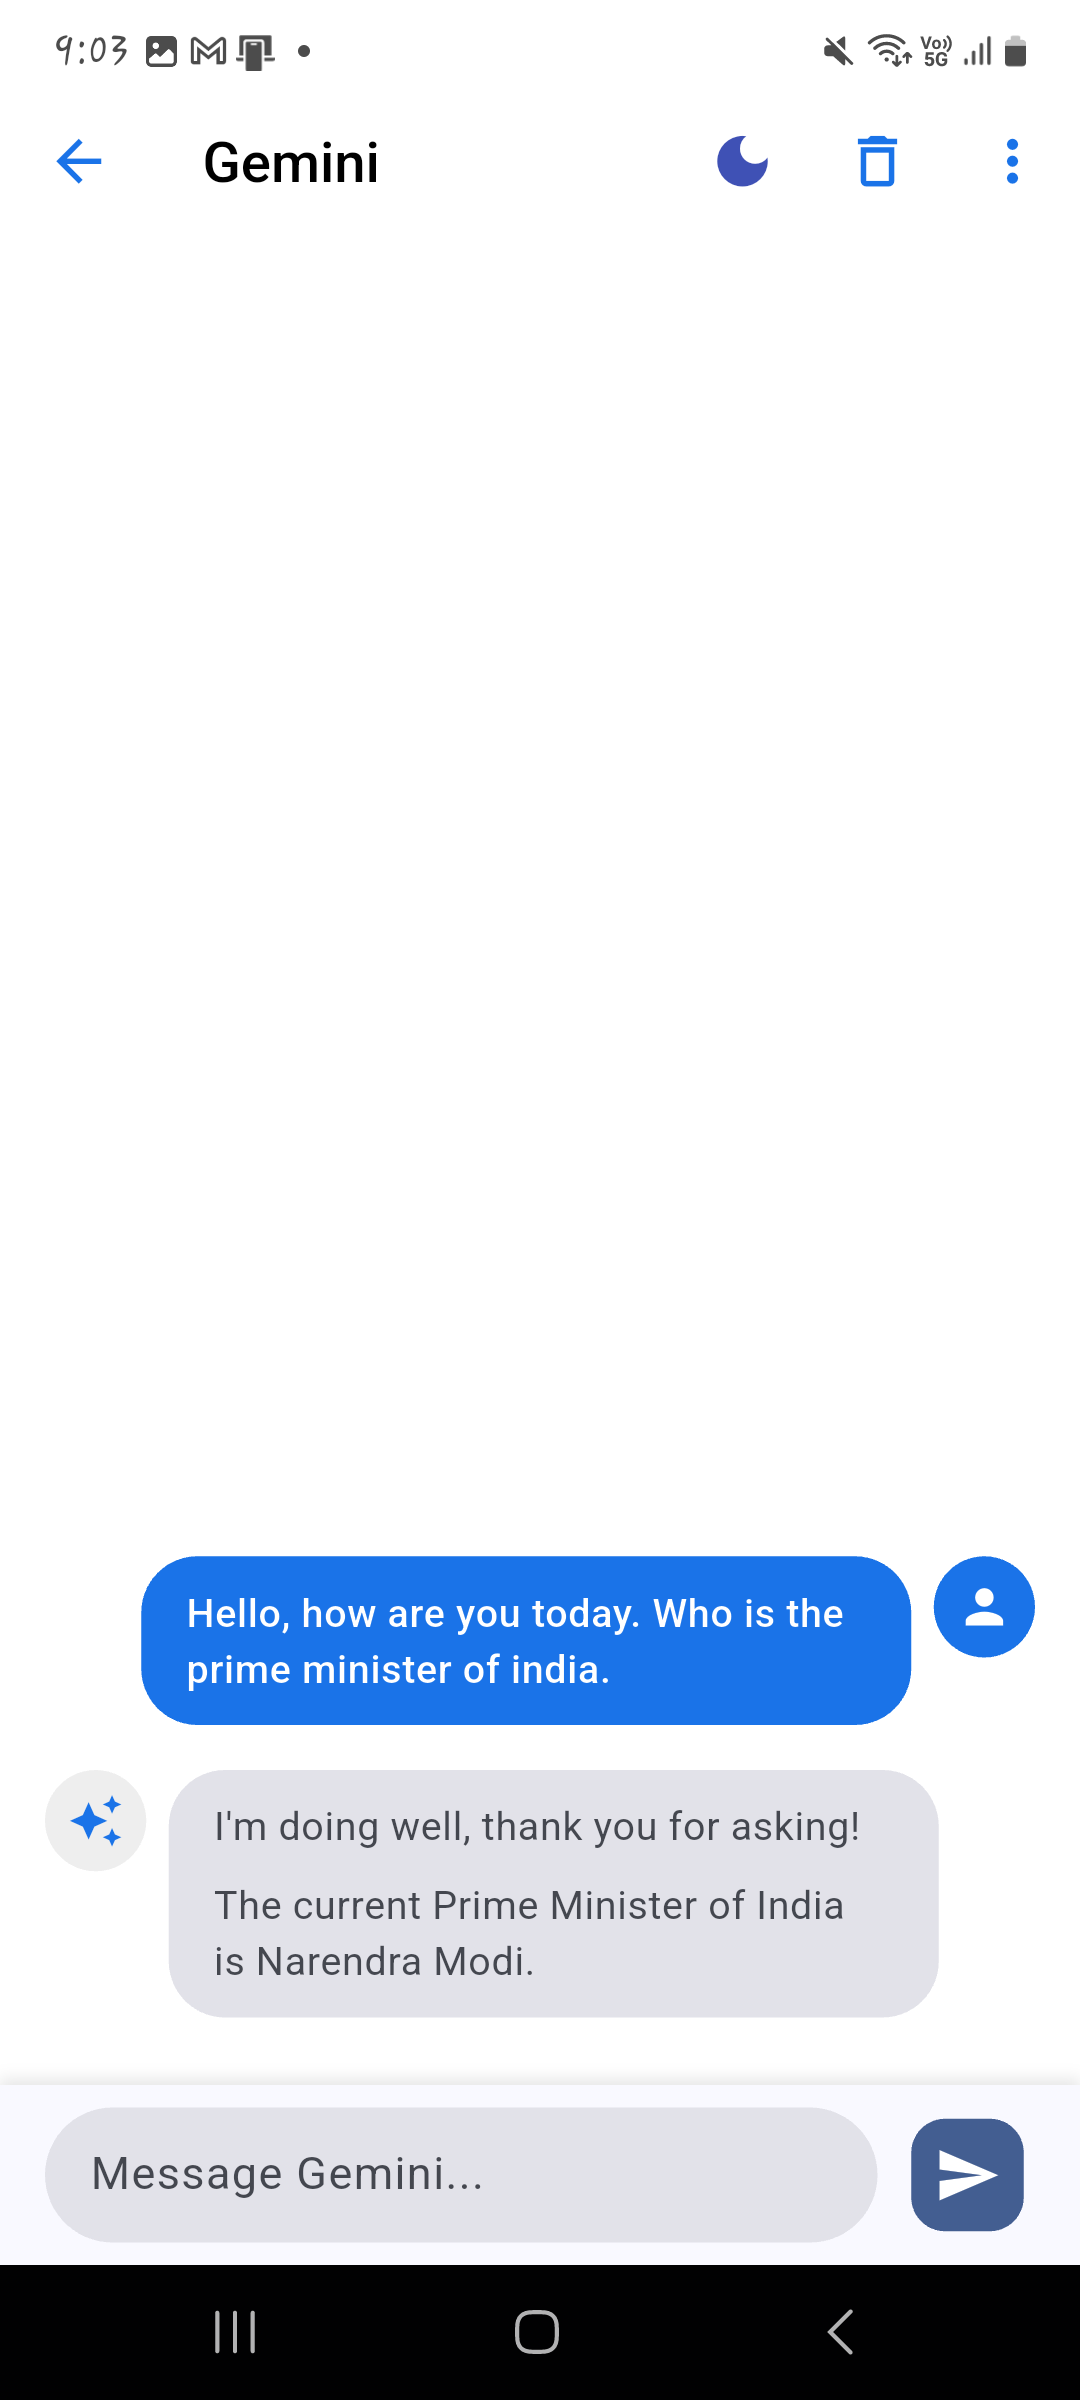 9:03
Vo))
5G
Gemini
Hello, how are you today. Who is the
prime minister of india.
I'm doing well, thank you for asking!
The current Prime Minister of India
is Narendra Modi.
Message Gemini...